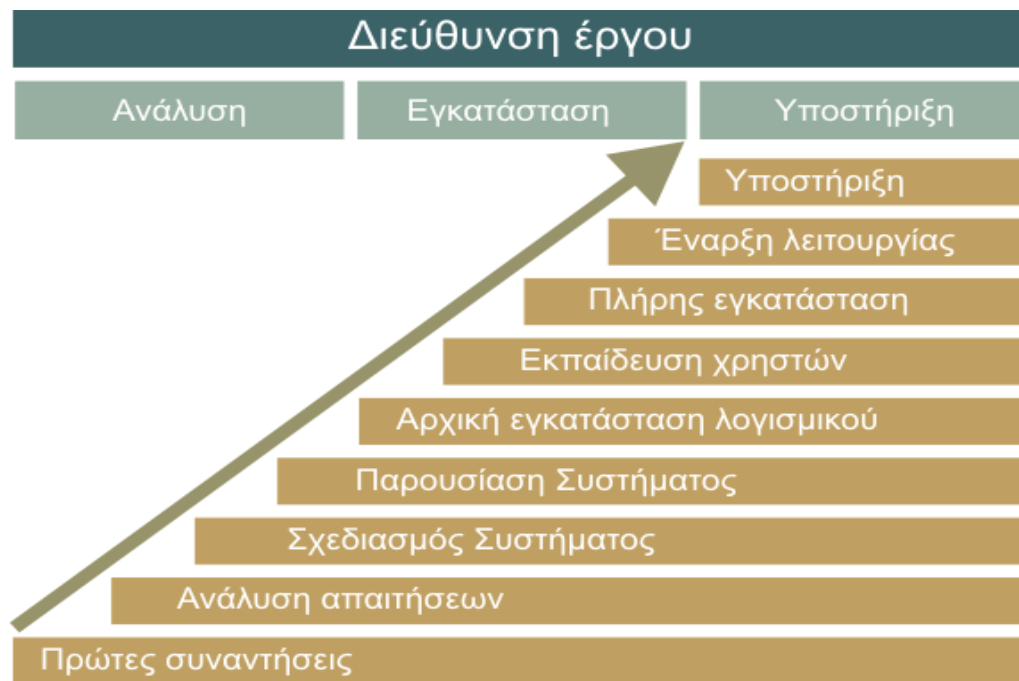 Διεύθυνση έργου
Ανάλυση
Εγκατάσταση
Υποστήριξη
Υποστήριξη
Έναρξη λειτουργίας
Πλήρης εγκατάσταση
Εκπαίδευση χρηστών
Αρχική εγκατάσταση λογισμικού
Παρουσίαση Συστήματος
Σχεδιασμός Συστήματος
Ανάλυση απαιτήσεων
Πρώτες συναντήσεις